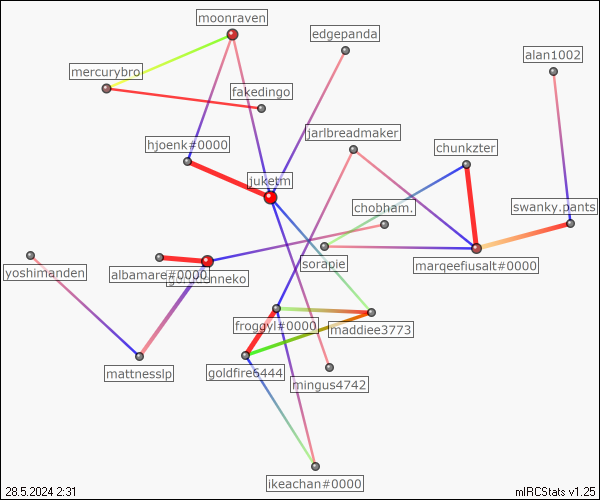 moonraven
edgepanda
alan1002
mercurybro
fakedingo
jarlbreadmaker
hjoenk#0000
chunkzter
juketm
chobham.
swanky.pants
sorapie
marqeefiusalt#0000
yoshimanden
albamare#0000
froggyl#0000
maddiee3773
mattnesslp
goldfire6444
mingus4742
ikeachan#0000
28.5.2024 2:31
mIRCStats v1.25